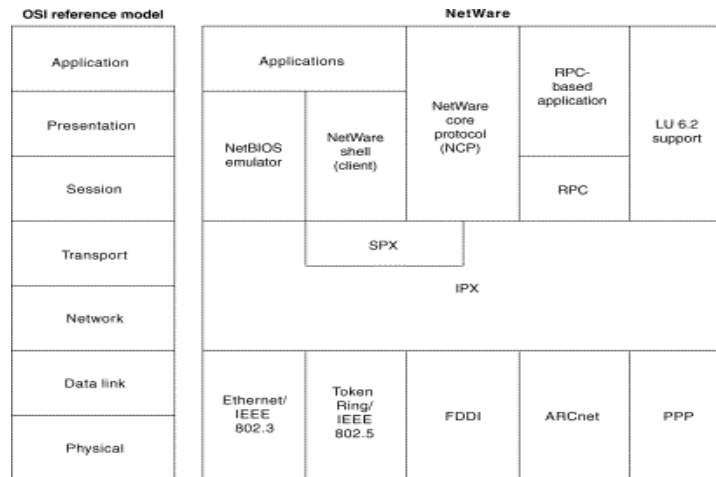 OSI reference model
NetWare
Application
Presentation
Session
Transport
Network
Data link
Physical
Applications
NetBIOS
emulator
NetWare
shell
(client)
NetWare
core
protocol
(NCP)
RPC-
based
application
RPC
LU 6.2
support
SPX
IPX
Ethernet/
IEEE
802.3
Token
Ring/
IEEE
802.5
FDDI
ARCnet
PPP